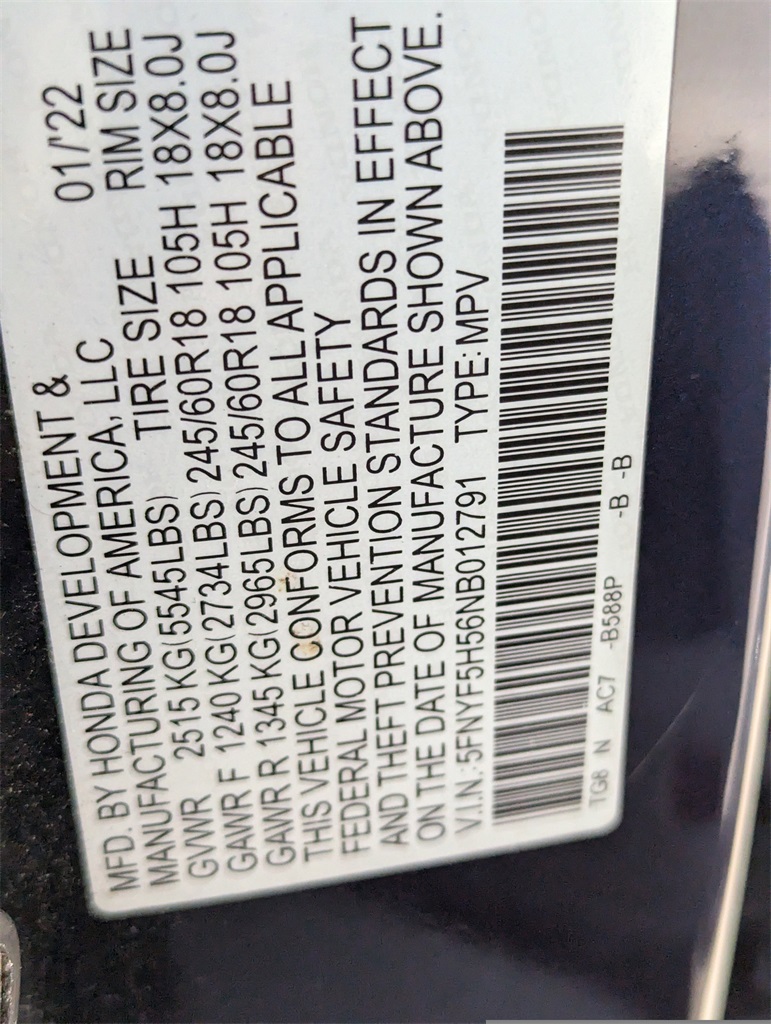 MFD. BY HONDA DEVELOPMENT & 01/'22
MANUFACTURING OF AMERICA, LLC
GVWR 2515 KG(5545LBS) TIRE SIZE RIM SIZE
GAWR F 1240 KG(2734LBS) 245/60R18 105H 18X8.0J
GAWR R 1345 KG(2965LBS) 245/60R18 105H 18X8.0J
THIS VEHICLE CONFORMS TO ALL APPLICABLE
FEDERAL MOTOR VEHICLE SAFETY
AND THEFT PREVENTION STANDARDS IN EFFECT
ON THE DATE OF MANUFACTURE SHOWN ABOVE.
V.I.N.:5FNYF5H56NB012791 TYPE:MPV
TG8 N AC7 -B588P -B -B